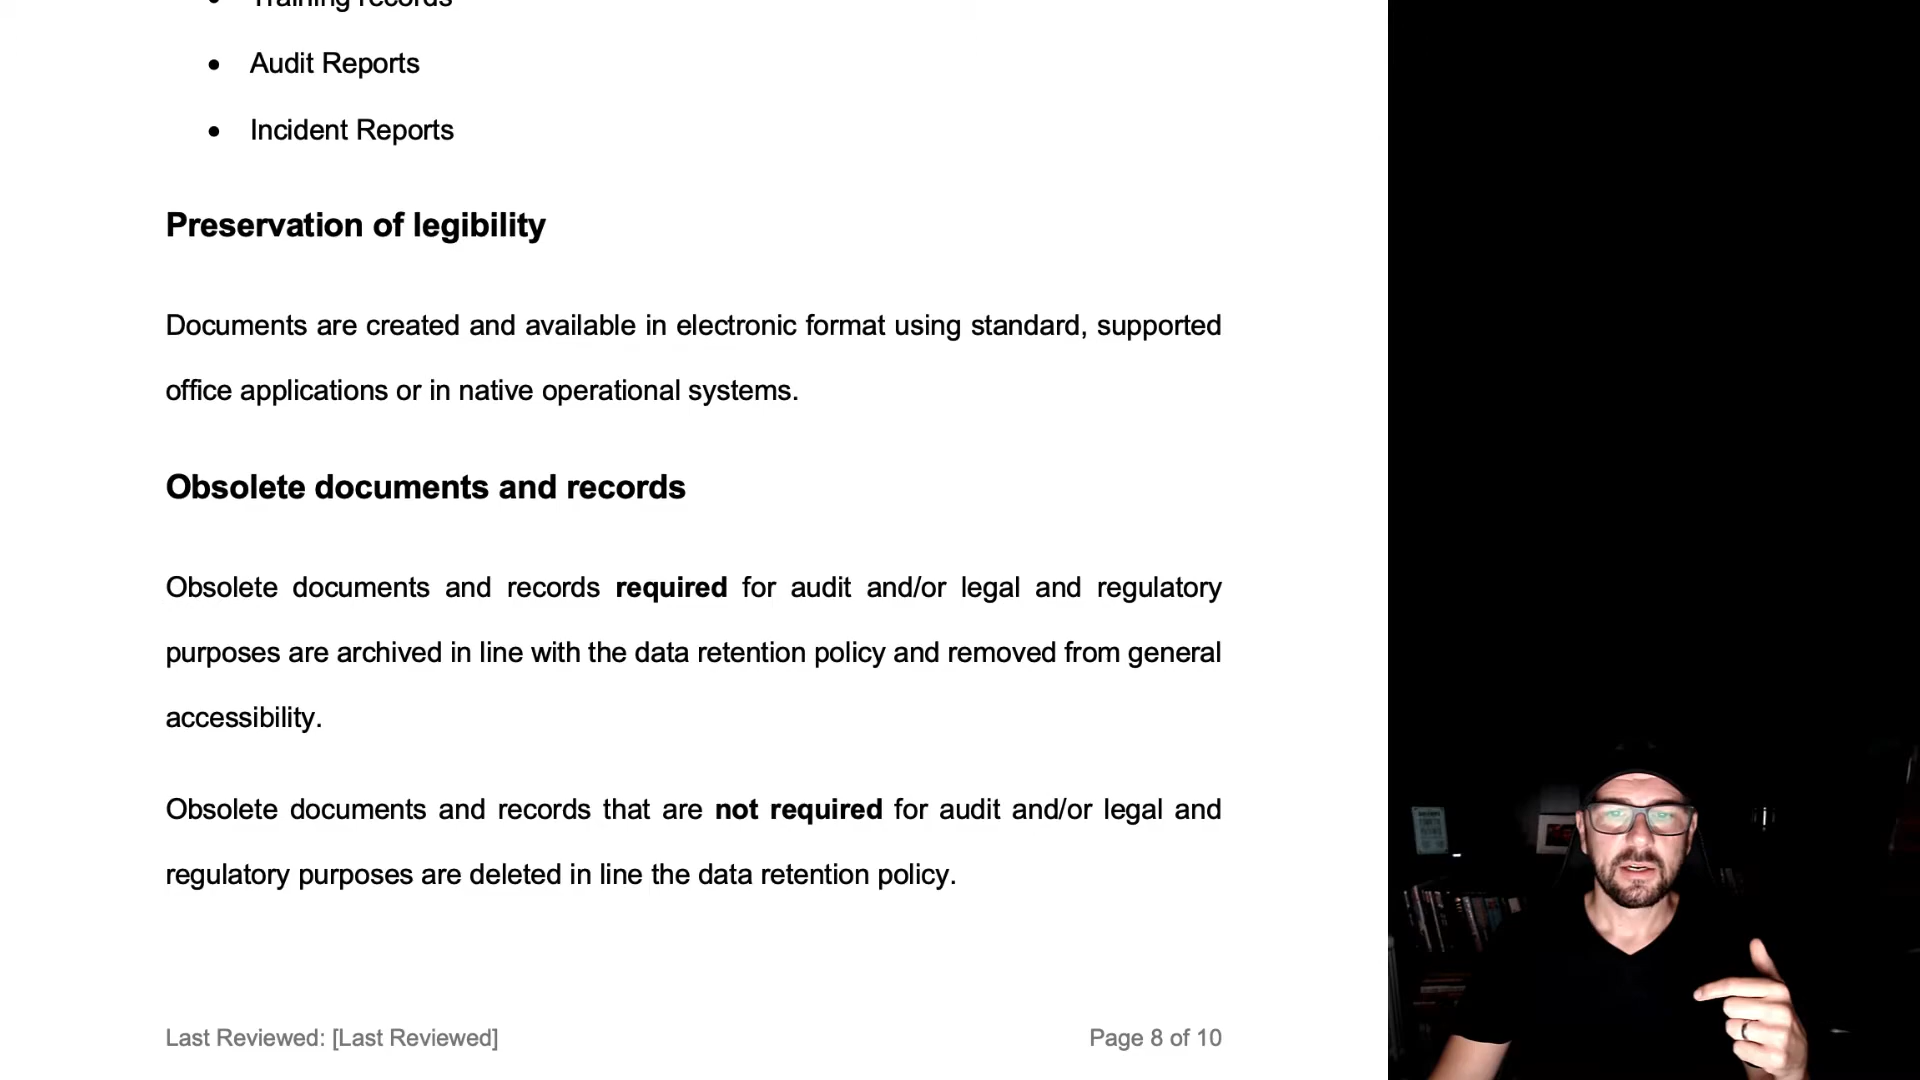 Training records
Audit Reports
Incident Reports
Preservation of legibility
Documents are created and available in electronic format using standard, supported
office applications or in native operational systems.
Obsolete documents and records
Obsolete documents and records required for audit and/or legal and regulatory
purposes are archived in line with the data retention policy and removed from general
accessibility.
Obsolete documents and records that are not required for audit and/or legal and
regulatory purposes are deleted in line the data retention policy.
Last Reviewed: [Last Reviewed]
Page 8 of 10